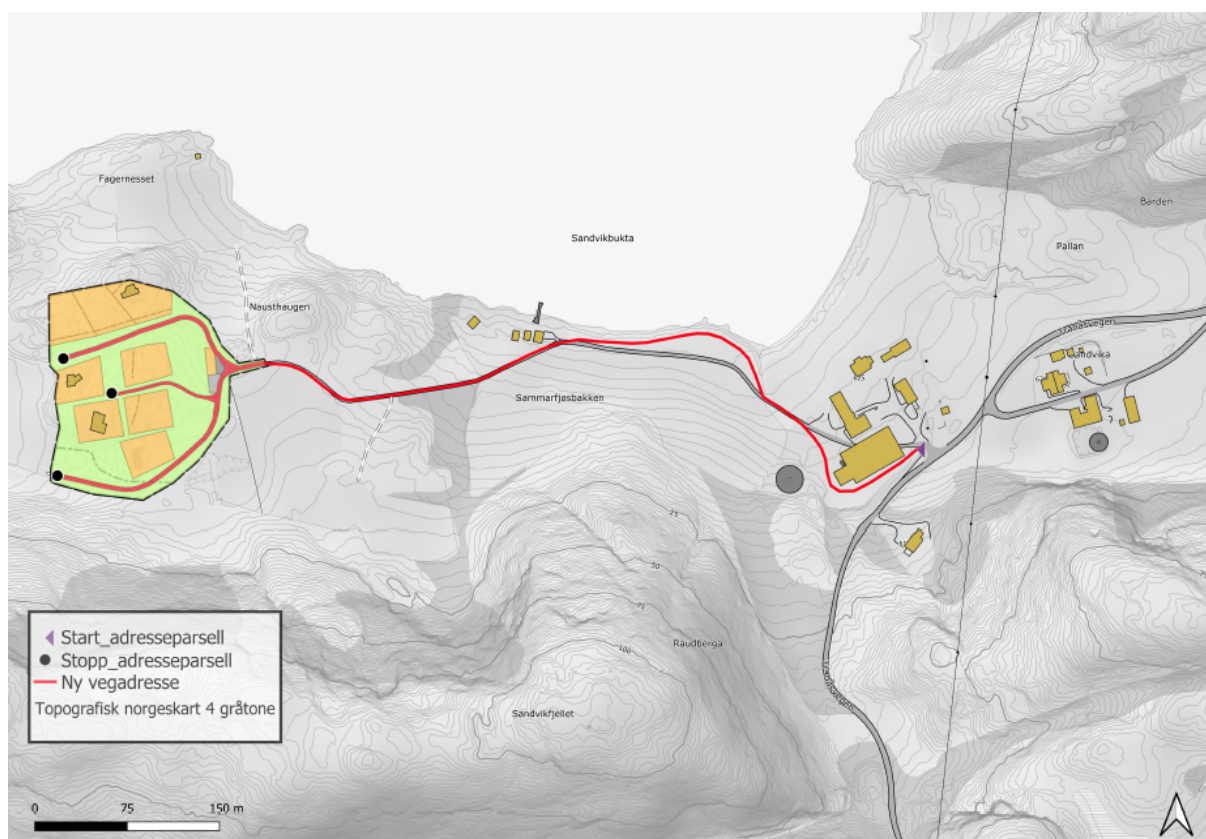 Fagernesset
Barden
Sandvikbukta
Pallan
Nausthaugen
Sandvika
Sammarfjøsbakken
25
50
75
100
Raudberga
Sandvikfjellet
Start_adresseparsell
Stopp_adresseparsell
Ny vegadresse
Topografisk norgeskart 4 gråtone
0 75 150 m